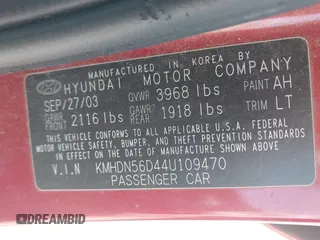 MANUFACTURED IN KOREA BY
HYUNDAI MOTOR COMPANY
SEP/27/03 GVWR 3968 lbs PAINT AH
GAWR FRONT 2116 lbs GAWR REAR 1918 lbs TRIM LT
THIS VEHICLE CONFORMS TO ALL APPLICABLE
FEDERAL MOTOR VEHICLE
SAFETY, BUMPER, AND THEFT PREVENTION STANDARDS
IN EFFECT ON THE DATE OF MANUFACTURE SHOWN ABOVE.
V.I.N KMHDN56D44U109470
PASSENGER CAR
DREAMBID